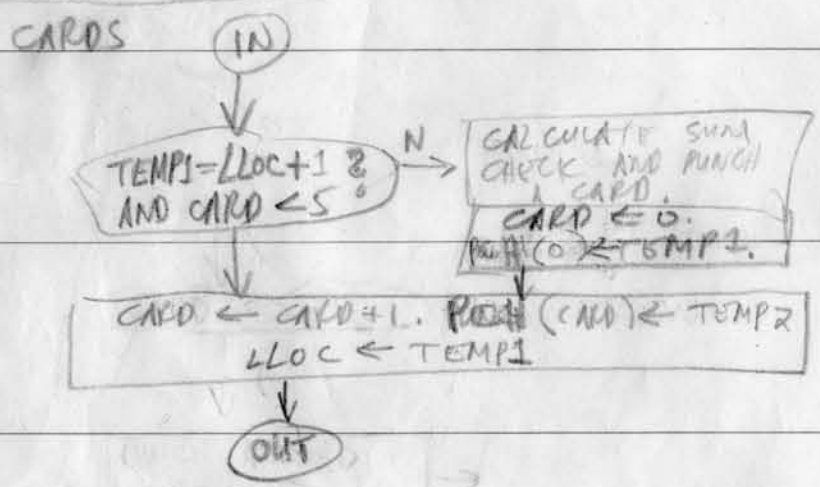 CARDS
IN
TEMP1=LLOC+1 ?
AND CARD <5
N
CALCULATE SUM
CHECK AND PUNCH
A CARD.
CARD ← 0.
(0)←TEMP1.
CARD ← CARD+1. (CARD)← TEMP2
LLOC ← TEMP1
OUT